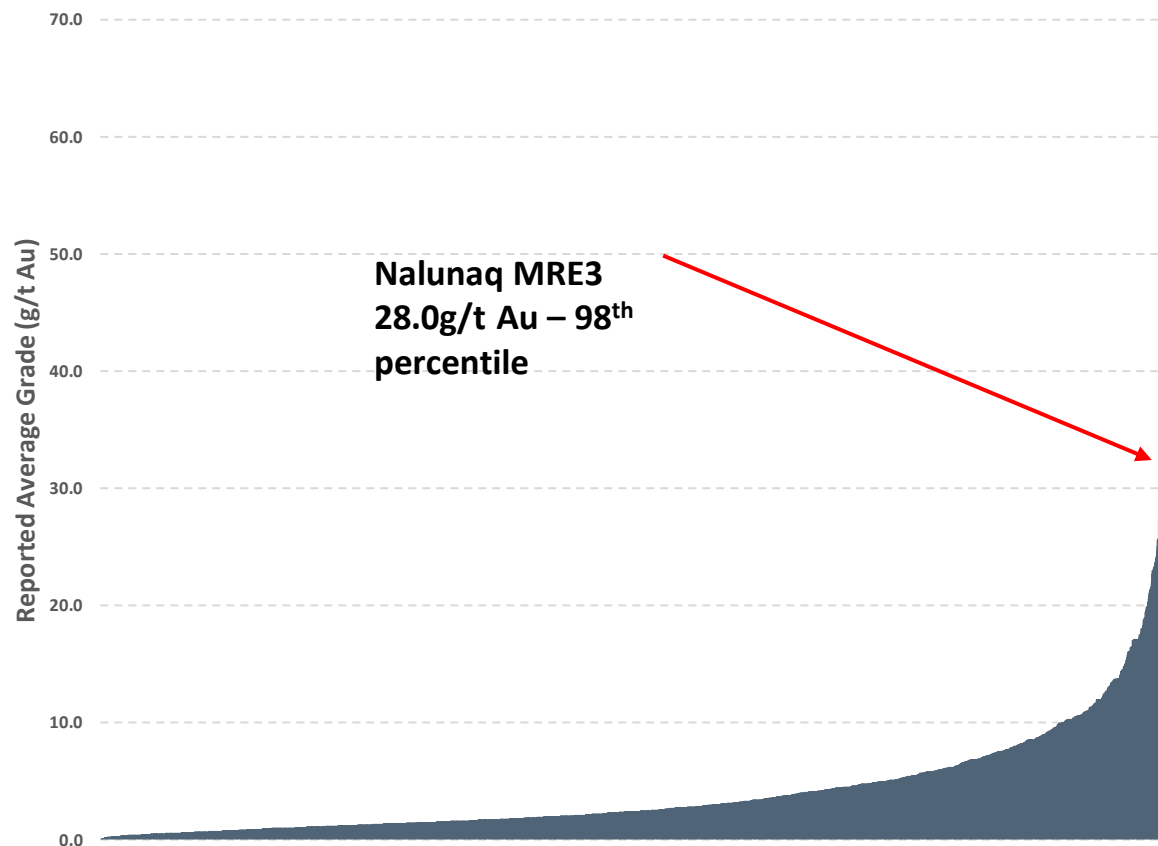 70.0
60.0
50.0
40.0
30.0
20.0
10.0
0.0
Reported Average Grade (g/t Au)
Nalunaq MRE3
28.0g/t Au – 98th
percentile